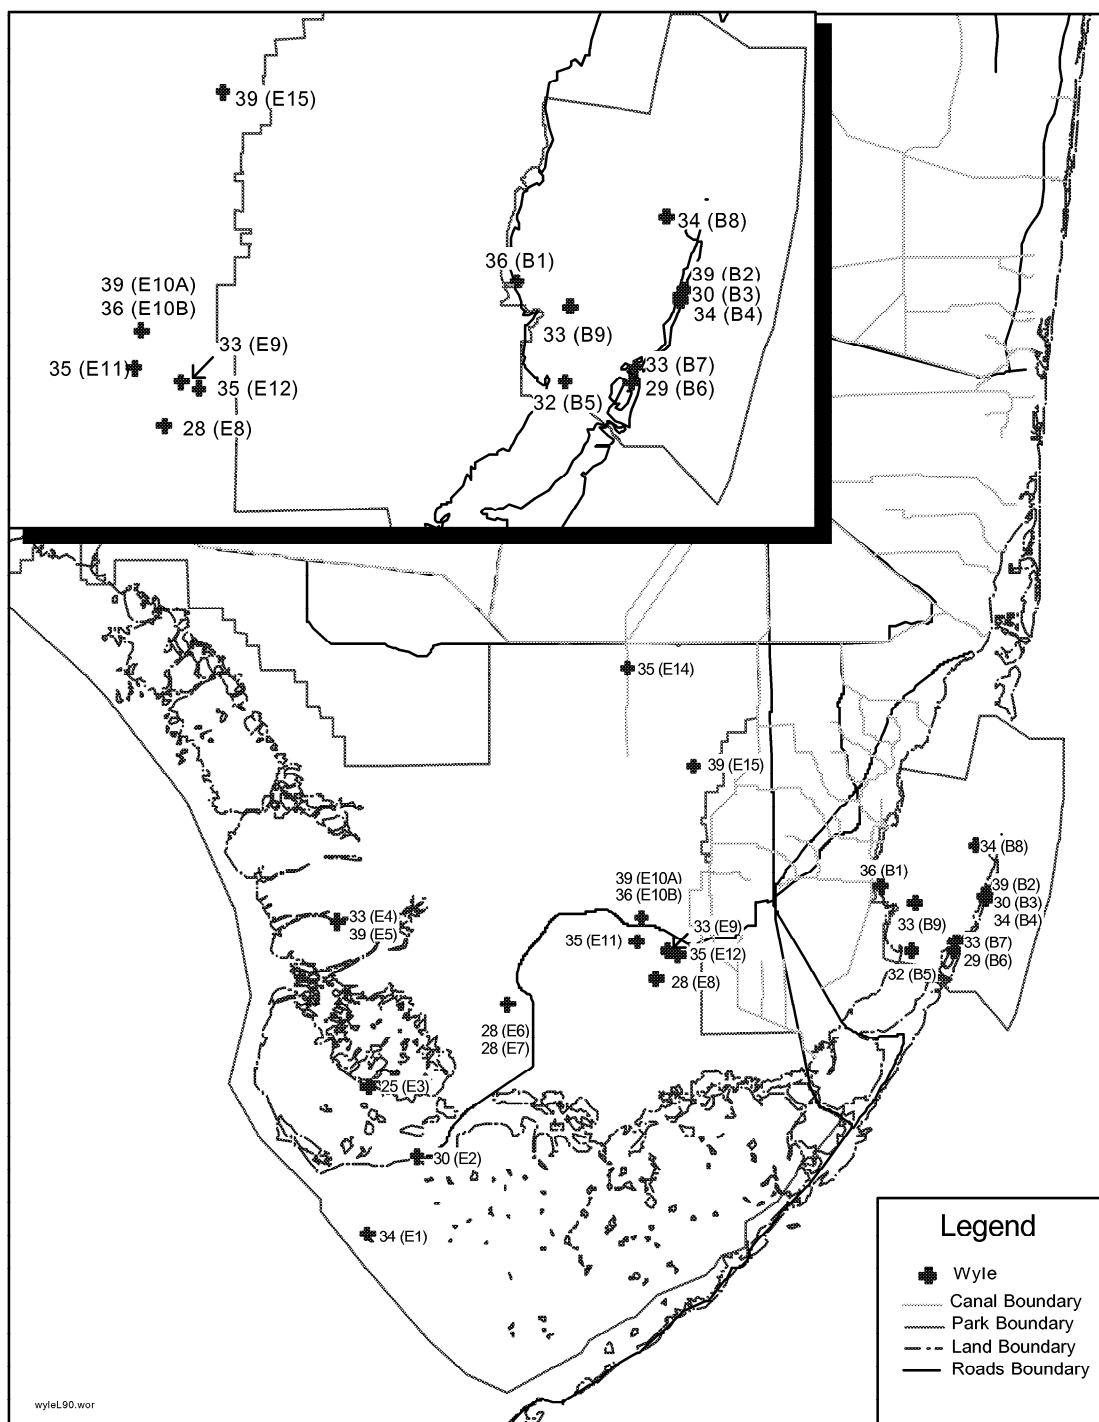 39 (E15)
34 (B8)
36 (B1)
39 (B2)
30 (B3)
34 (B4)
39 (E10A)
36 (E10B)
33 (B9)
33 (E9)
35 (E11)
33 (B7)
35 (E12)
29 (B6)
32 (B5)
28 (E8)
35 (E14)
39 (E15)
34 (B8)
36 (B1)
39 (E10A)
36 (E10B)
39 (B2)
30 (B3)
34 (B4)
33 (E4)
39 (E5)
33 (B9)
33 (E9)
35 (E11)
35 (E12)
33 (B7)
29 (B6)
32 (B5)
28 (E8)
28 (E6)
28 (E7)
25 (E3)
30 (E2)
34 (E1)
Legend
Wyle
Canal Boundary
Park Boundary
Land Boundary
Roads Boundary
wyleL90.wor